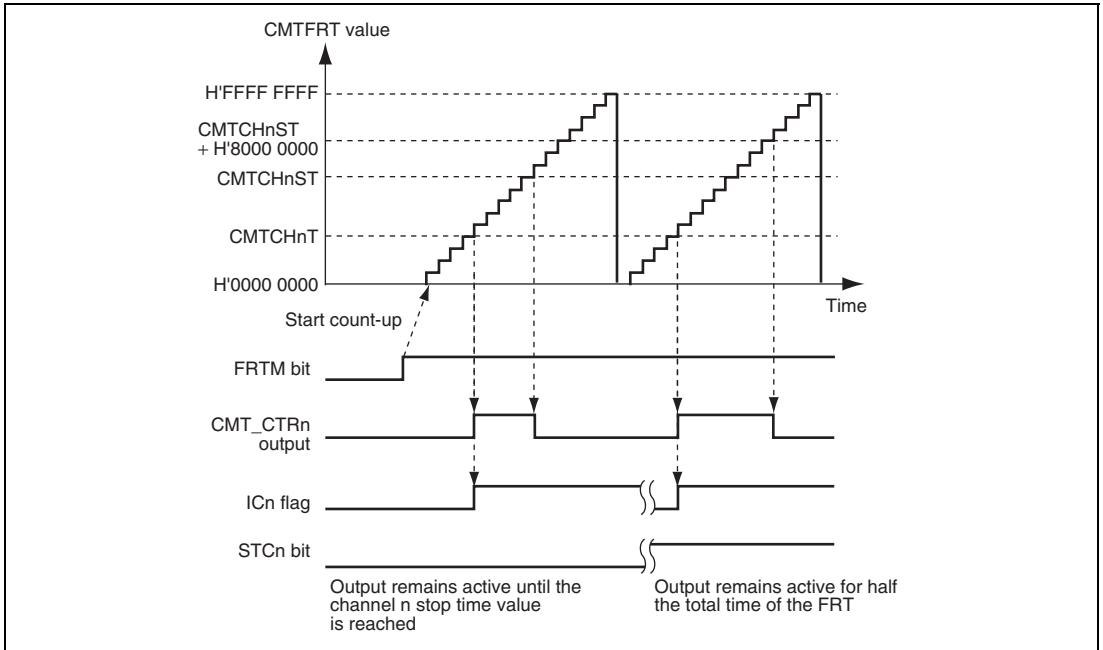 CMTFRT value
H'FFFF FFFF
CMTCHnST
+ H'8000 0000
CMTCHnST
CMTCHnT
H'0000 0000
Time
Start count-up
FRTM bit
CMT_CTRn
output
ICn flag
STCn bit
Output remains active until the
channel n stop time value
is reached
Output remains active for half
the total time of the FRT